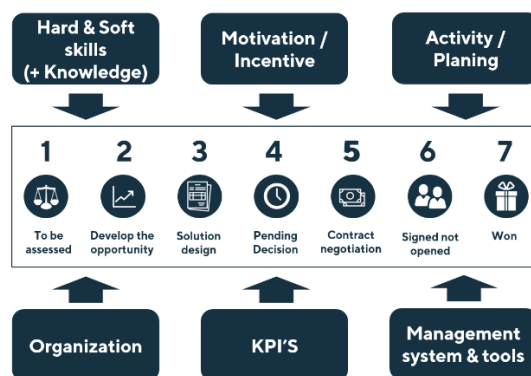 Hard & Soft
skills
(+ Knowledge)
Motivation /
Incentive
Activity /
Planing
1
2
3
4
5
6
7
To be
assessed
Develop the
opportunity
Solution
design
Pending
Decision
Contract
negotiation
Signed not
opened
Won
Organization
KPI'S
Management
system & tools